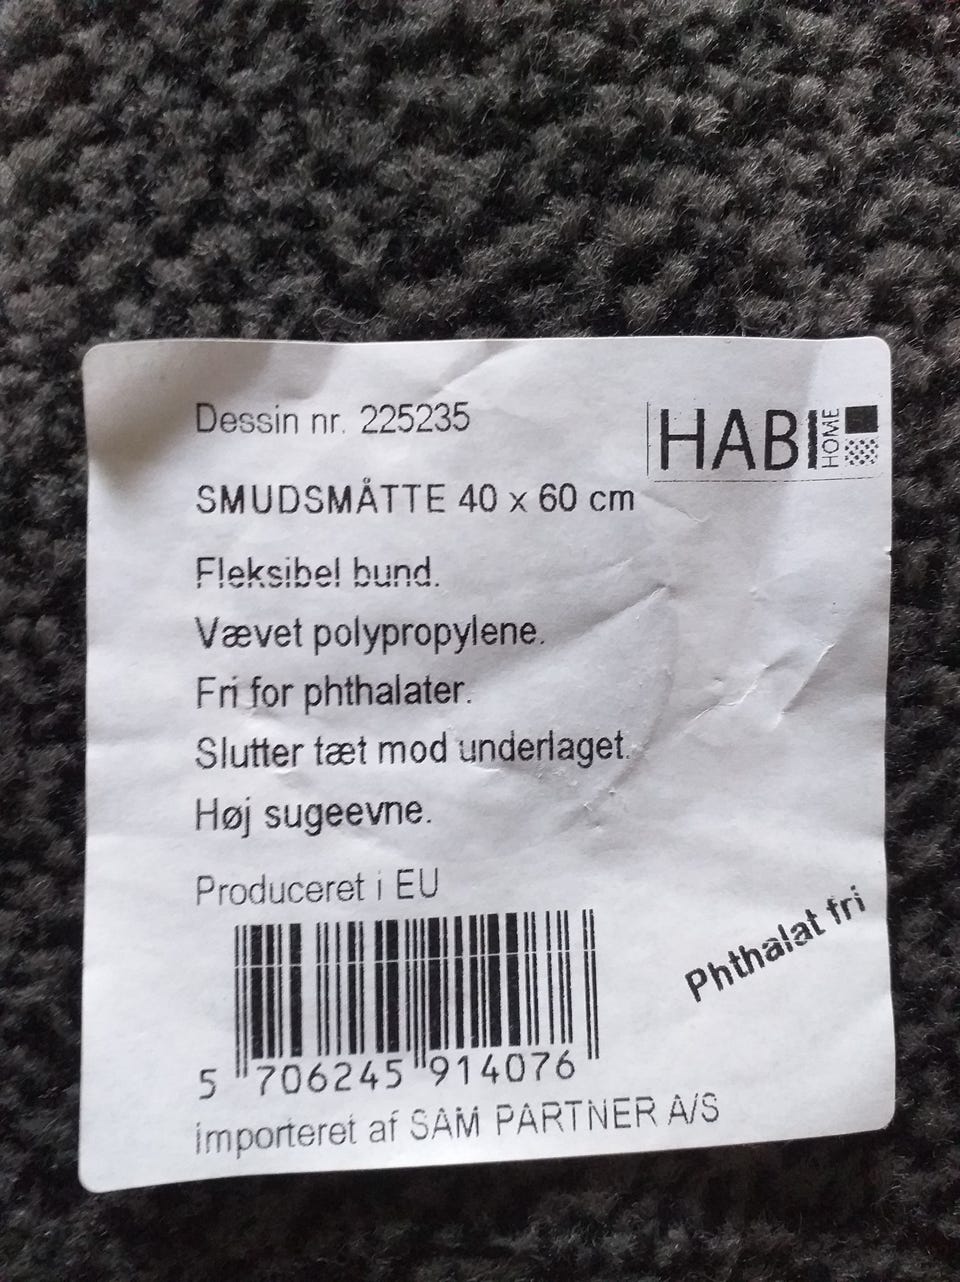 Dessin nr. 225235
HABI HOME
SMUDSMÅTTE 40 x 60 cm
Fleksibel bund.
Vævet polypropylene.
Fri for phthalater.
Slutter tæt mod underlaget.
Høj sugeevne.
Produceret i EU
Phthalat fri
5 706245 914076
importeret af SAM PARTNER A/S